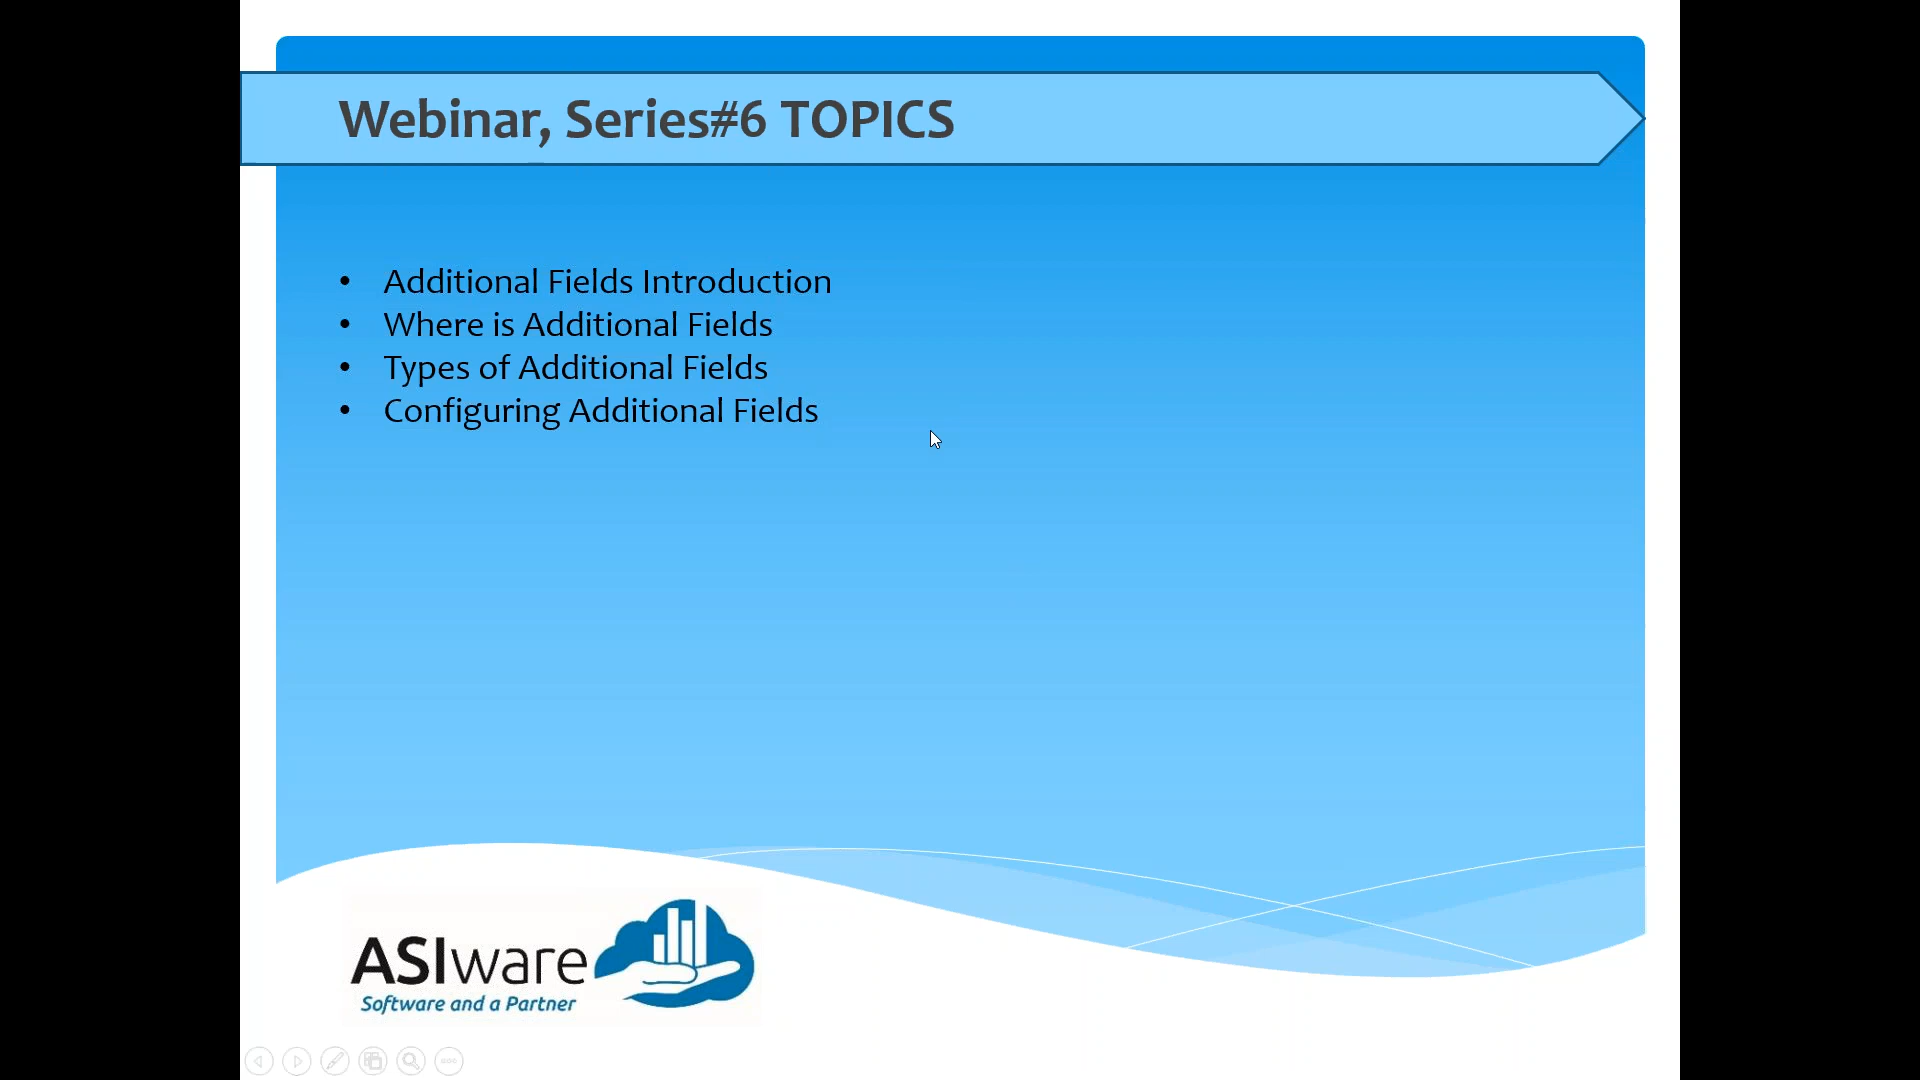 Webinar, Series#6 TOPICS
• Additional Fields Introduction
• Where is Additional Fields
• Types of Additional Fields
• Configuring Additional Fields
ASIware
Software and a Partner